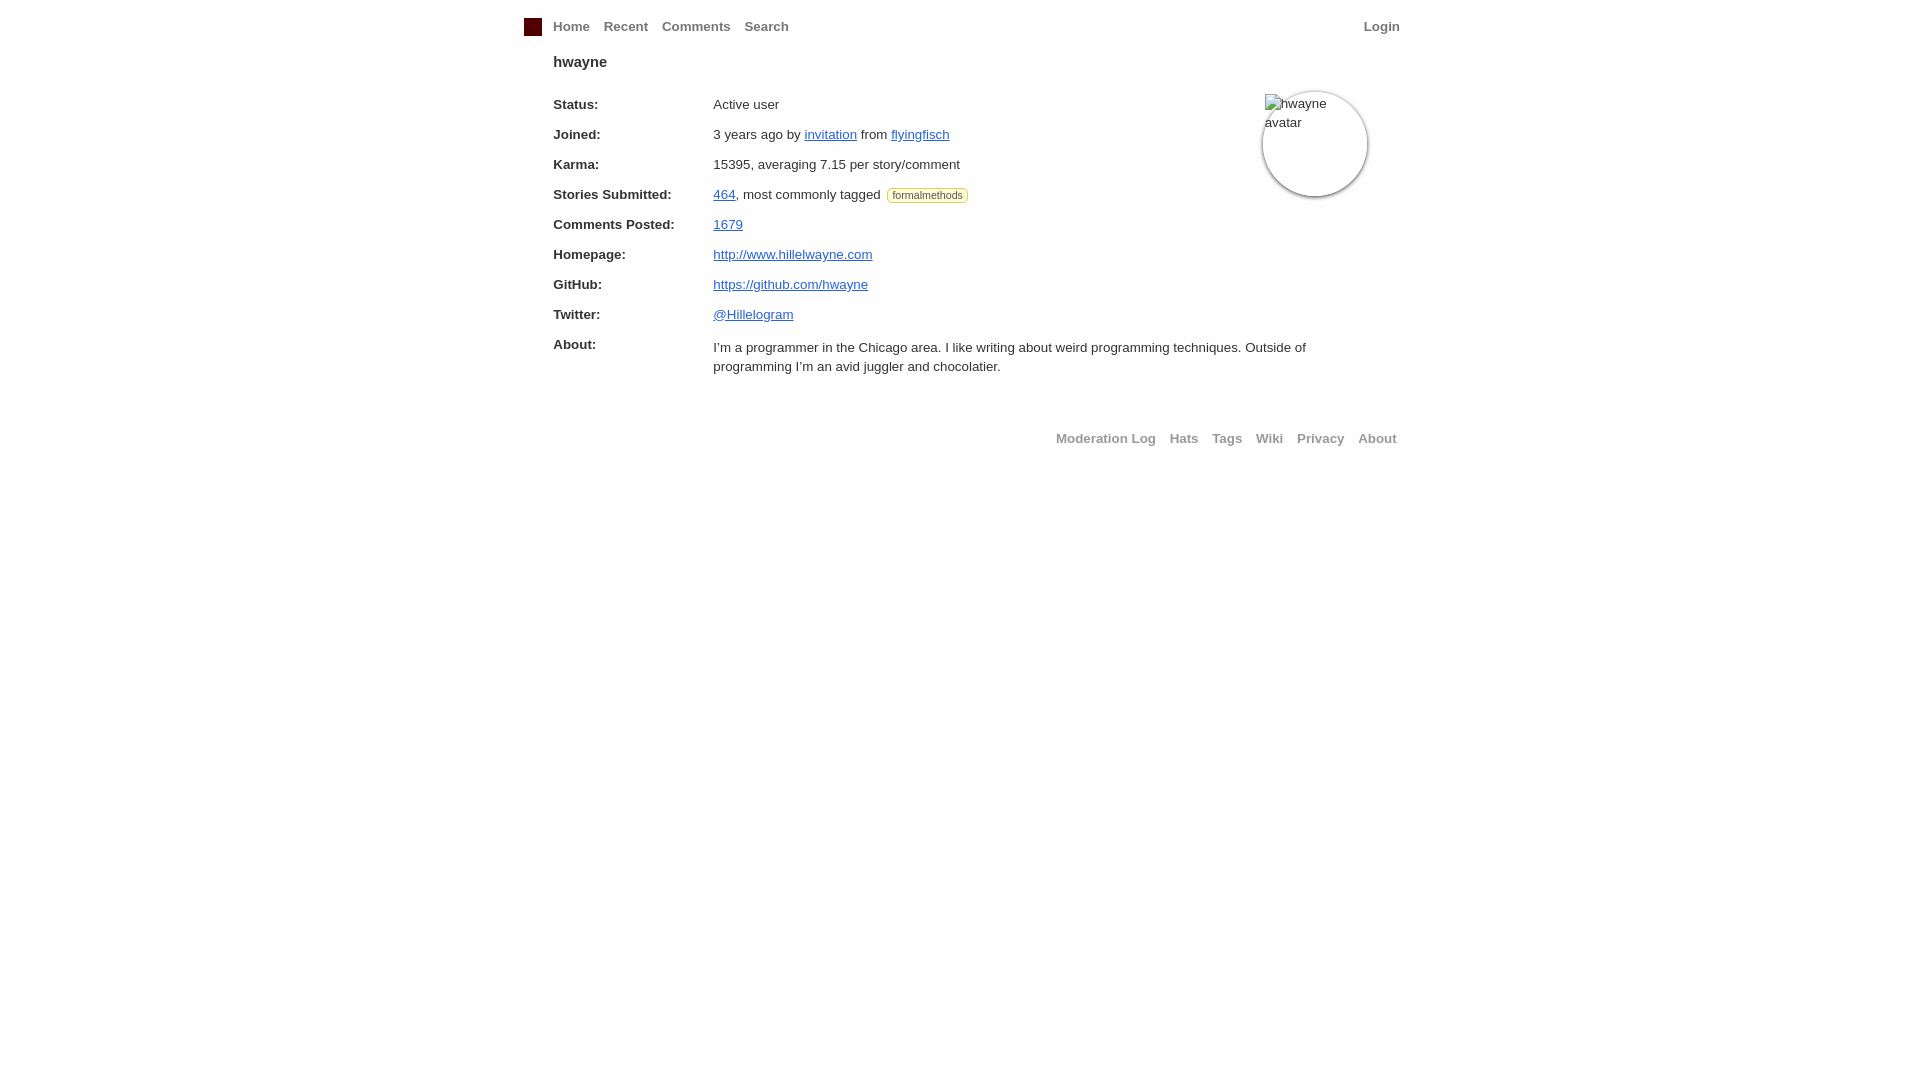 Home Recent Comments Search Login
hwayne
Status: Active user
hwayne avatar
Joined: 3 years ago by invitation from flyingfisch
Karma: 15395, averaging 7.15 per story/comment
Stories Submitted: 464, most commonly tagged formalmethods
Comments Posted: 1679
Homepage: http://www.hillelwayne.com
GitHub: https://github.com/hwayne
Twitter: @Hillelogram
About: I’m a programmer in the Chicago area. I like writing about weird programming techniques. Outside of
programming I’m an avid juggler and chocolatier.
Moderation Log Hats Tags Wiki Privacy About